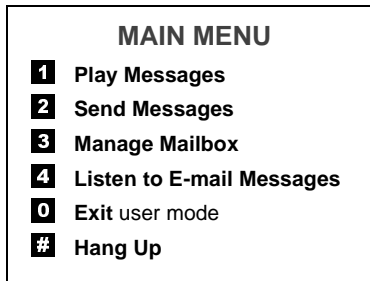 MAIN MENU
1 Play Messages
2 Send Messages
3 Manage Mailbox
4 Listen to E-mail Messages
0 Exit user mode
# Hang Up